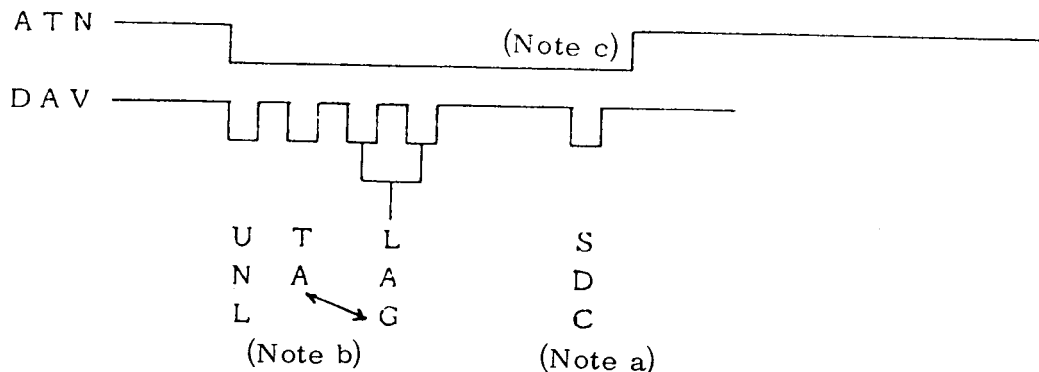 A T N
(Note c)
D A V
U T L S
N A A D
L G C
(Note b) (Note a)